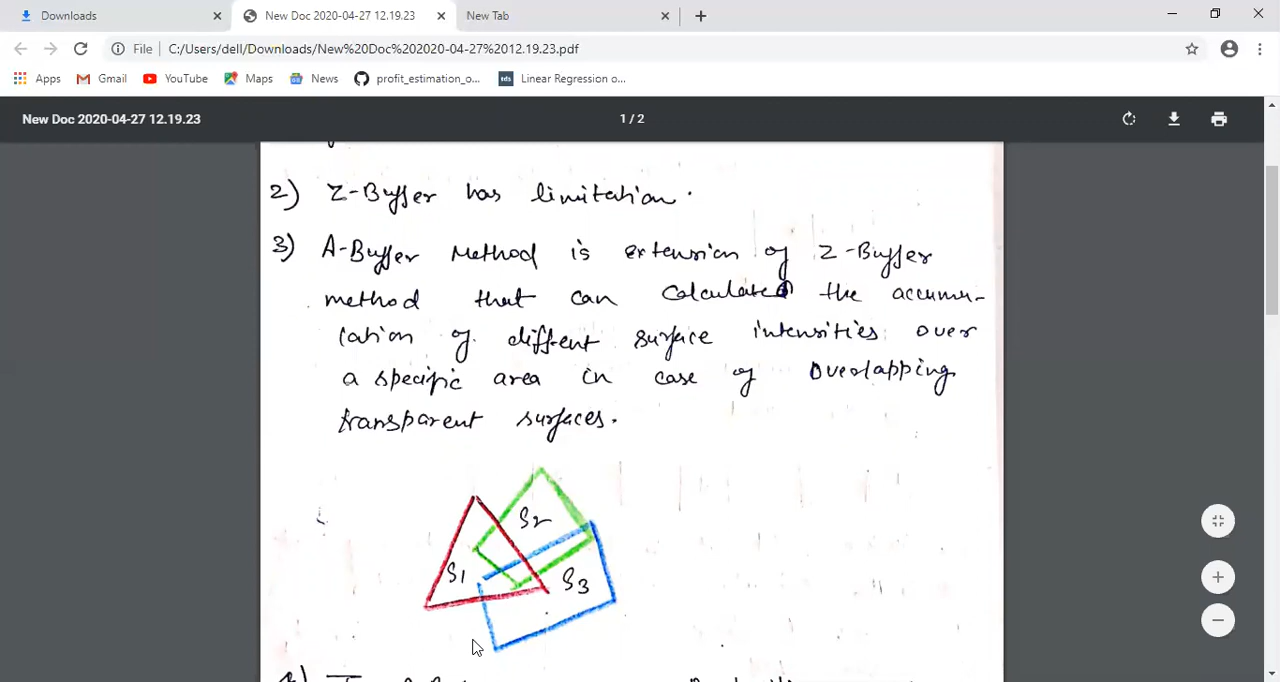 Downloads
New Doc 2020-04-27 12.19.23
New Tab
File C:/Users/dell/Downloads/New%20Doc%202020-04-27%2012.19.23.pdf
Apps Gmail YouTube Maps News profit_estimation_o... tds Linear Regression o...
New Doc 2020-04-27 12.19.23
1 / 2
2) Z-Buffer has limitation.
3) A-Buffer Method is extension of Z-Buffer
method that can calculated the accumu-
lation of diffent surface intensities over
a specific area in case of overlapping
transparent surfaces.
S2
S1
S3